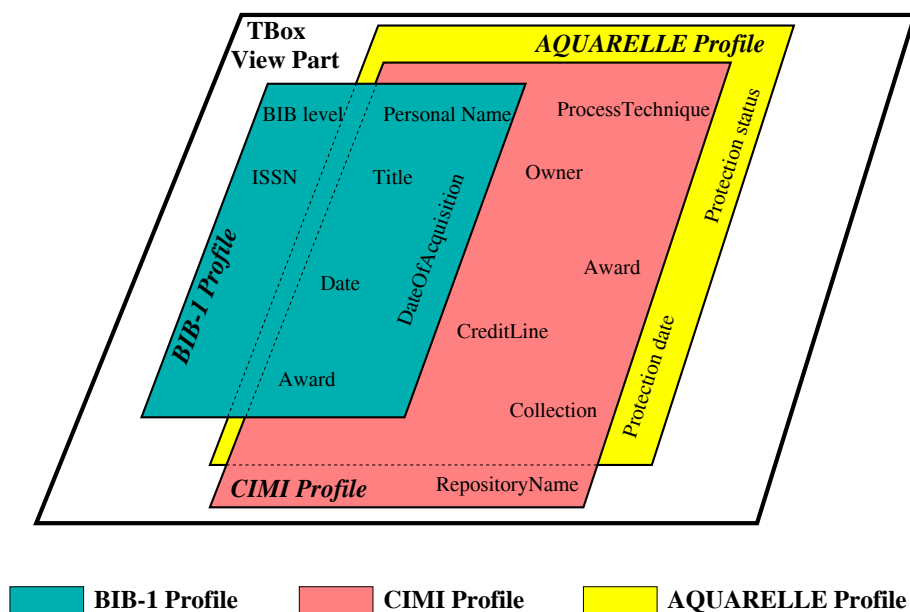 TBox
View Part
AQUARELLE Profile
BIB level
Personal Name
ProcessTechnique
Protection status
ISSN
Title
Owner
DateOfAcquisition
BIB-1 Profile
Date
Award
CreditLine
Protection date
Award
Collection
CIMI Profile
RepositoryName
BIB-1 Profile
CIMI Profile
AQUARELLE Profile